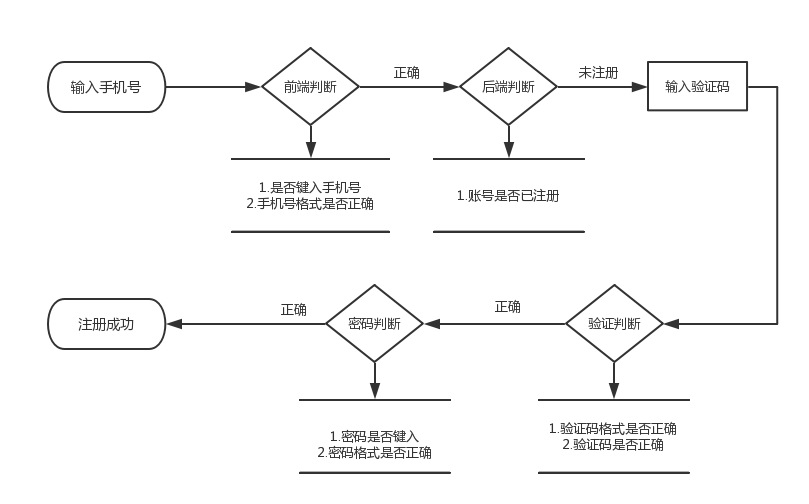 输入手机号
前端判断
正确
后端判断
未注册
输入验证码
1.是否键入手机号
2.手机号格式是否正确
1.账号是否已注册
注册成功
正确
密码判断
正确
验证判断
1.密码是否键入
2.密码格式是否正确
1.验证码格式是否正确
2.验证码是否正确